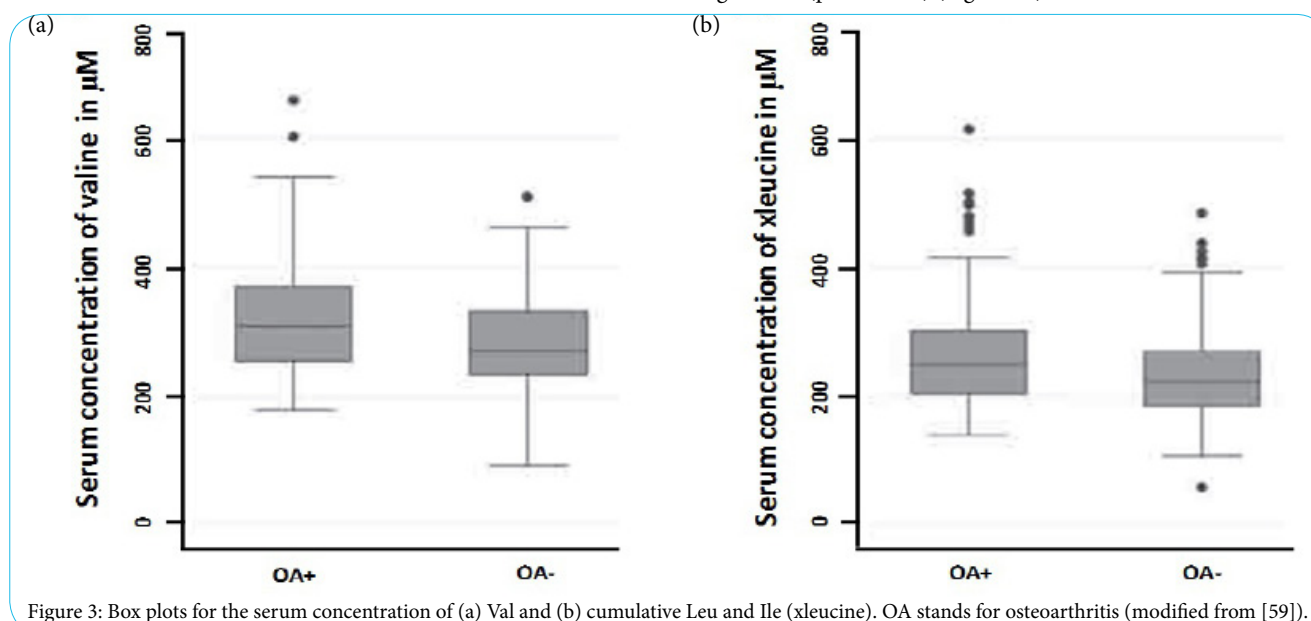 (a)
Serum concentration of valine in μM
800
600
400
200
0
OA+
OA-
(b)
Serum concentration of xleucine in μM
800
600
400
200
0
OA+
OA-
Figure 3: Box plots for the serum concentration of (a) Val and (b) cumulative Leu and Ile (xleucine). OA stands for osteoarthritis (modified from [59]).